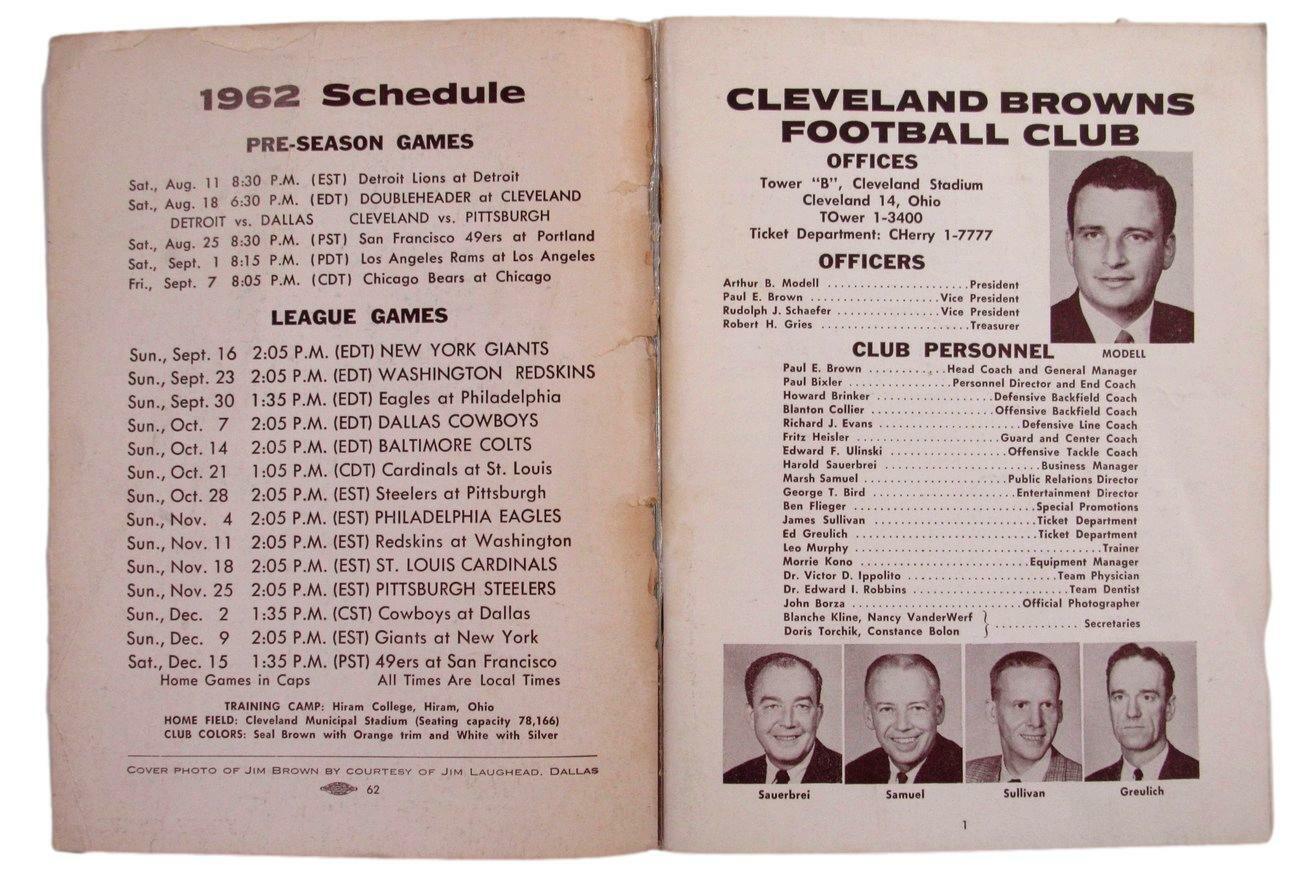 1962 Schedule
PRE-SEASON GAMES
Sat., Aug. 11 8:30 P.M. (EST) Detroit Lions at Detroit
Sat., Aug. 18 6:30 P.M. (EDT) DOUBLEHEADER at CLEVELAND
DETROIT vs. DALLAS CLEVELAND vs. PITTSBURGH
Sat., Aug. 25 8:30 P.M. (PST) San Francisco 49ers at Portland
Sat., Sept. 1 8:15 P.M. (PDT) Los Angeles Rams at Los Angeles
Fri., Sept. 7 8:05 P.M. (CDT) Chicago Bears at Chicago
LEAGUE GAMES
Sun., Sept. 16 2:05 P.M. (EDT) NEW YORK GIANTS
Sun., Sept. 23 2:05 P.M. (EDT) WASHINGTON REDSKINS
Sun., Sept. 30 1:35 P.M. (EDT) Eagles at Philadelphia
Sun., Oct. 7 2:05 P.M. (EDT) DALLAS COWBOYS
Sun., Oct. 14 2:05 P.M. (EDT) BALTIMORE COLTS
Sun., Oct. 21 1:05 P.M. (CDT) Cardinals at St. Louis
Sun., Oct. 28 2:05 P.M. (EST) Steelers at Pittsburgh
Sun., Nov. 4 2:05 P.M. (EST) PHILADELPHIA EAGLES
Sun., Nov. 11 2:05 P.M. (EST) Redskins at Washington
Sun., Nov. 18 2:05 P.M. (EST) ST. LOUIS CARDINALS
Sun., Nov. 25 2:05 P.M. (EST) PITTSBURGH STEELERS
Sun., Dec. 2 1:35 P.M. (CST) Cowboys at Dallas
Sun., Dec. 9 2:05 P.M. (EST) Giants at New York
Sat., Dec. 15 1:35 P.M. (PST) 49ers at San Francisco
Home Games in Caps All Times Are Local Times
TRAINING CAMP: Hiram College, Hiram, Ohio
HOME FIELD: Cleveland Municipal Stadium (Seating capacity 78,166)
CLUB COLORS: Seal Brown with Orange trim and White with Silver
COVER PHOTO OF JIM BROWN BY COURTESY OF JIM LAUGHEAD, DALLAS
62
CLEVELAND BROWNS
FOOTBALL CLUB
OFFICES
Tower "B", Cleveland Stadium
Cleveland 14, Ohio
TOwer 1-3400
Ticket Department: CHerry 1-7777
OFFICERS
Arthur B. Modell ......................President
Paul E. Brown ......................Vice President
Rudolph J. Schaefer ................Vice President
Robert H. Gries ......................Treasurer
MODELL
CLUB PERSONNEL
Paul E. Brown ..........Head Coach and General Manager
Paul Bixler ................Personnel Director and End Coach
Howard Brinker ..................Defensive Backfield Coach
Blanton Collier ....................Offensive Backfield Coach
Richard J. Evans ......................Defensive Line Coach
Fritz Heisler ......................Guard and Center Coach
Edward F. Ulinski ..................Offensive Tackle Coach
Harold Sauerbrei ..........................Business Manager
Marsh Samuel ......................Public Relations Director
George T. Bird ......................Entertainment Director
Ben Flieger ..............................Special Promotions
James Sullivan ..........................Ticket Department
Ed Greulich ..............................Ticket Department
Leo Murphy ......................................Trainer
Morrie Kono ..........................Equipment Manager
Dr. Victor D. Ippolito ........................Team Physician
Dr. Edward I. Robbins ........................Team Dentist
John Borza ..........................Official Photographer
Blanche Kline, Nancy VanderWerf
Doris Torchik, Constance Bolon } ............ Secretaries
Sauerbrei Samuel Sullivan Greulich
1